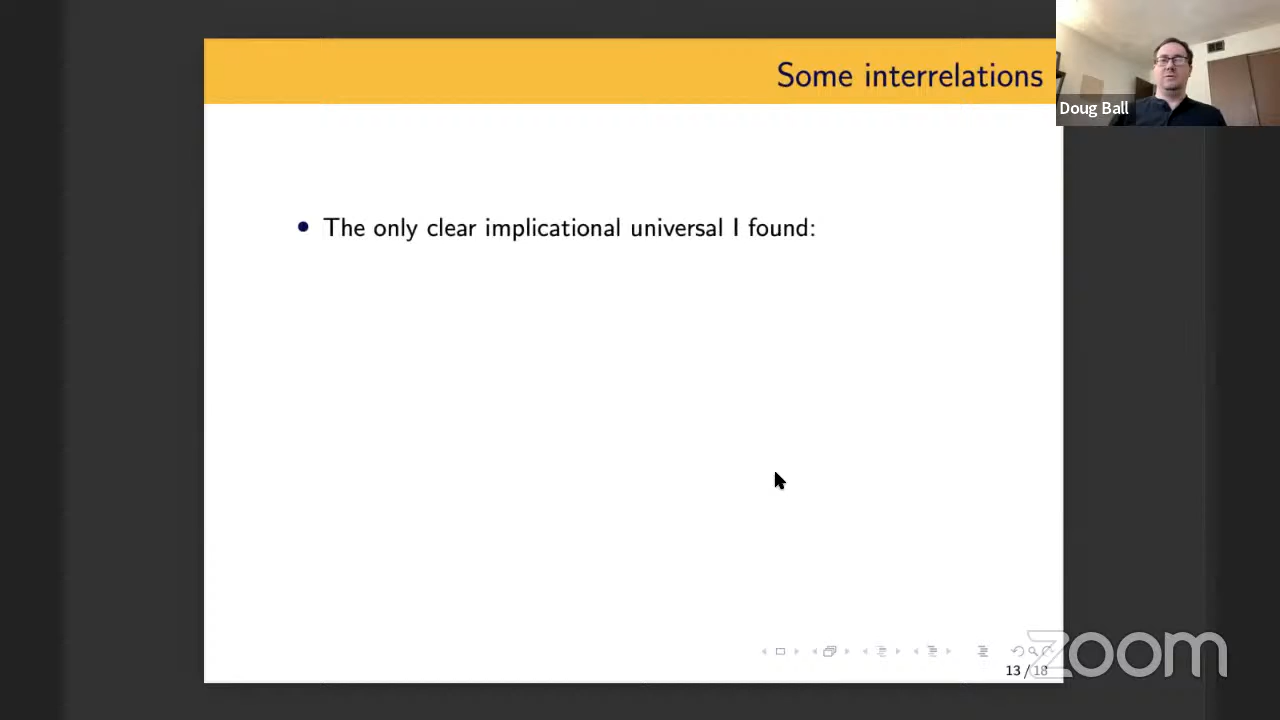 Some interrelations
Doug Ball
• The only clear implicational universal I found:
13 / 18
zoom